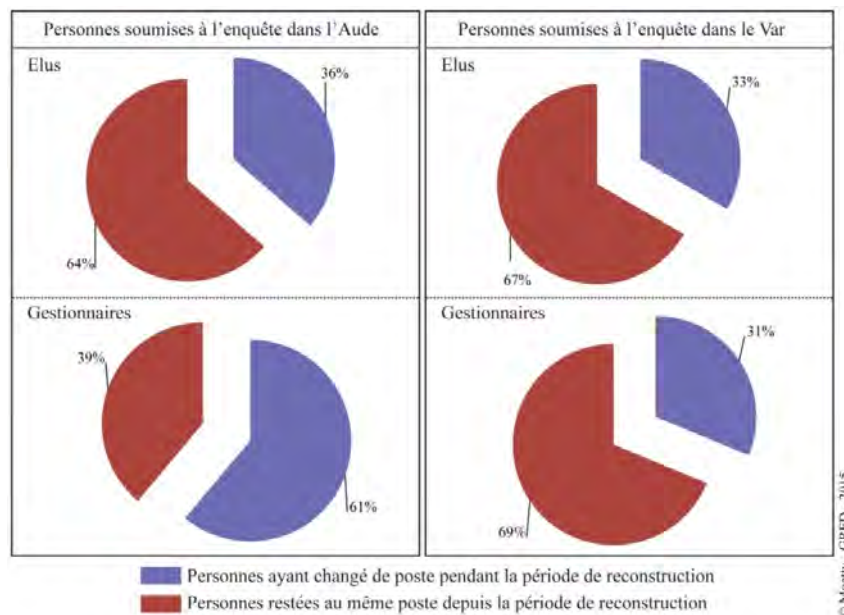 Personnes soumises à l'enquête dans l'Aude
Personnes soumises à l'enquête dans le Var
Elus
36%
64%
Elus
33%
67%
Gestionnaires
39%
61%
Gestionnaires
31%
69%
Personnes ayant changé de poste pendant la période de reconstruction
Personnes restées au même poste depuis la période de reconstruction
GRED 2015